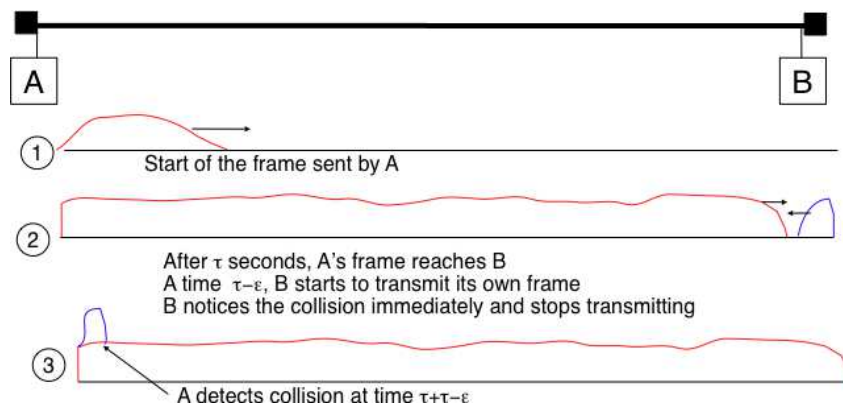 A
B
1
Start of the frame sent by A
2
After τ seconds, A's frame reaches B
A time τ-ε, B starts to transmit its own frame
B notices the collision immediately and stops transmitting
3
A detects collision at time τ+τ-ε